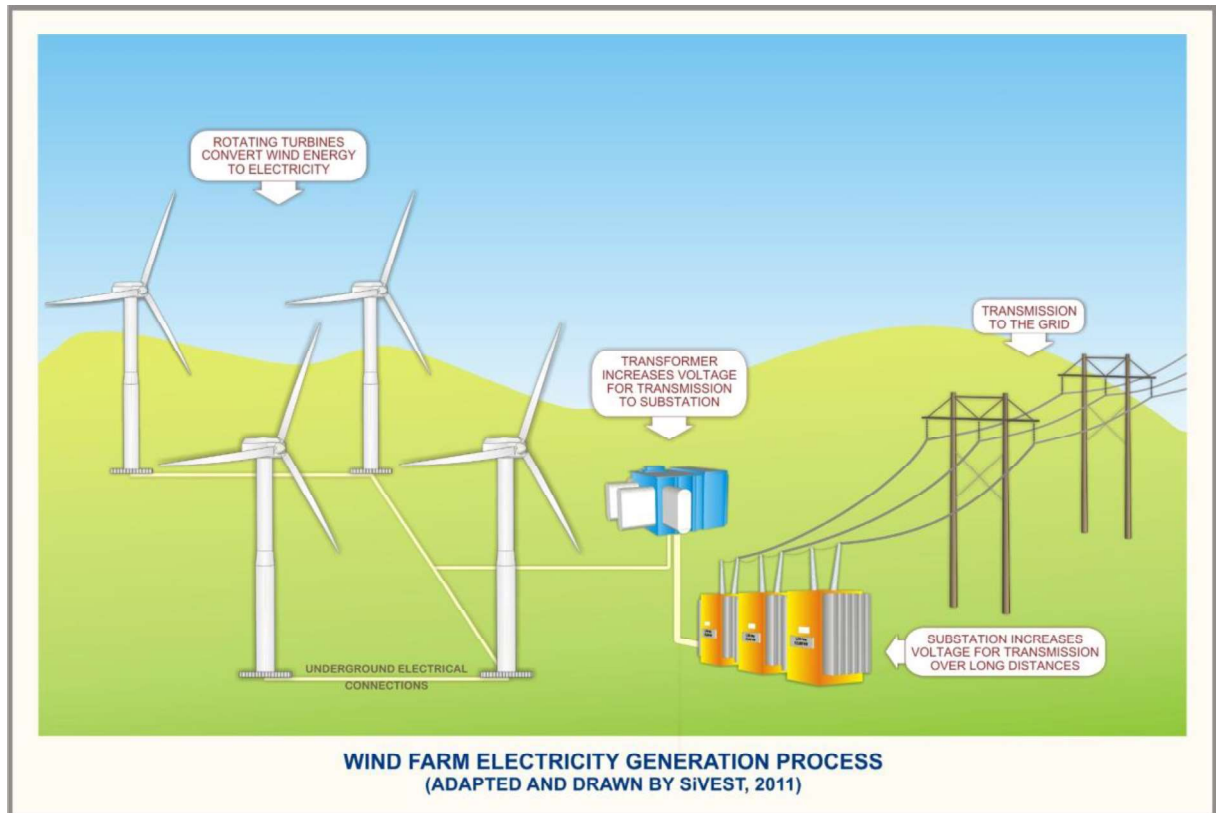 ROTATING TURBINES
CONVERT WIND ENERGY
TO ELECTRICITY
TRANSMISSION
TO THE GRID
TRANSFORMER
INCREASES VOLTAGE
FOR TRANSMISSION
TO SUBSTATION
SUBSTATION INCREASES
VOLTAGE FOR TRANSMISSION
OVER LONG DISTANCES
UNDERGROUND ELECTRICAL
CONNECTIONS
WIND FARM ELECTRICITY GENERATION PROCESS
(ADAPTED AND DRAWN BY SiVEST, 2011)